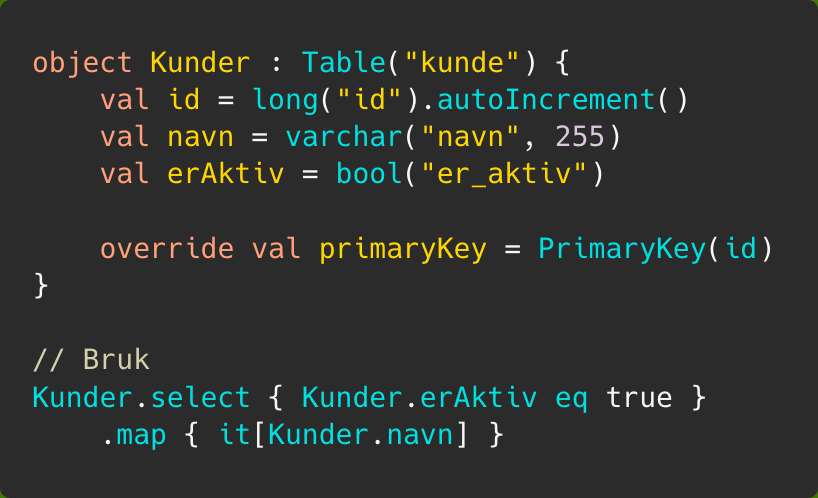 object Kunder : Table("kunde") {
    val id = long("id").autoIncrement()
    val navn = varchar("navn", 255)
    val erAktiv = bool("er_aktiv")

    override val primaryKey = PrimaryKey(id)
}

// Bruk
Kunder.select { Kunder.erAktiv eq true }
    .map { it[Kunder.navn] }